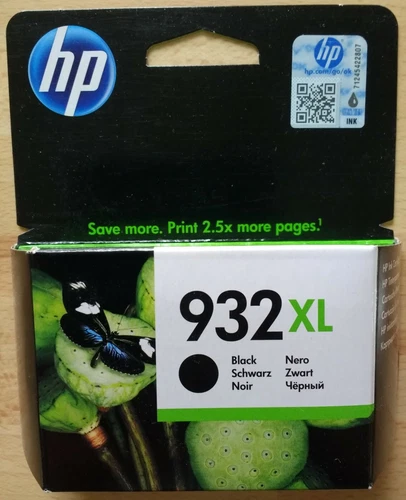 hp
hp
hp.com/go/ok
71245422807
INK
Save more. Print 2.5x more pages.¹
932XL
Black Nero
Schwarz Zwart
Noir Чёрный